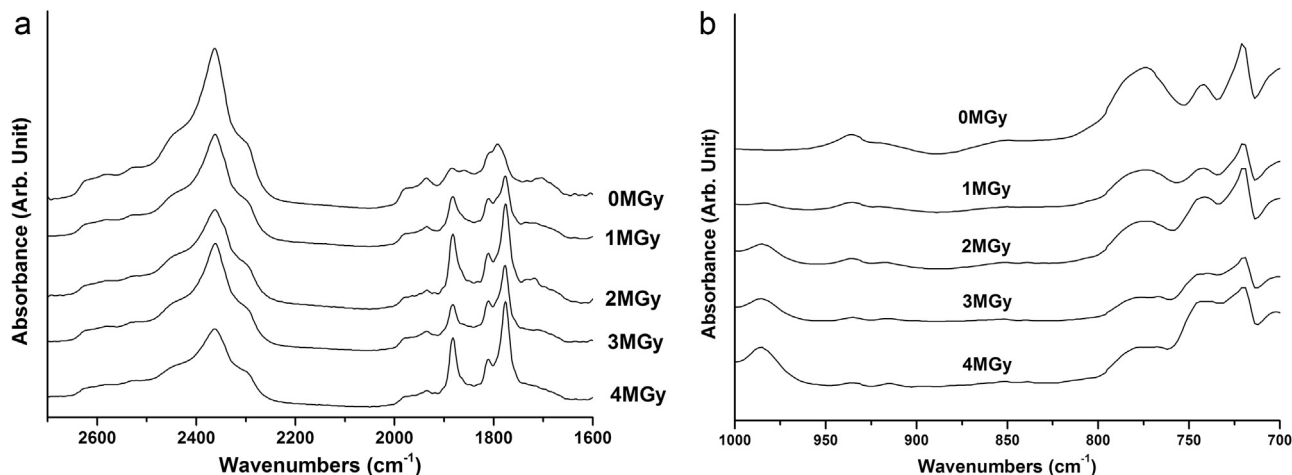 a
Absorbance (Arb. Unit)
0MGy
1MGy
2MGy
3MGy
4MGy
2600 2400 2200 2000 1800 1600
Wavenumbers (cm⁻¹)
b
Absorbance (Arb. Unit)
0MGy
1MGy
2MGy
3MGy
4MGy
1000 950 900 850 800 750 700
Wavenumbers (cm⁻¹)